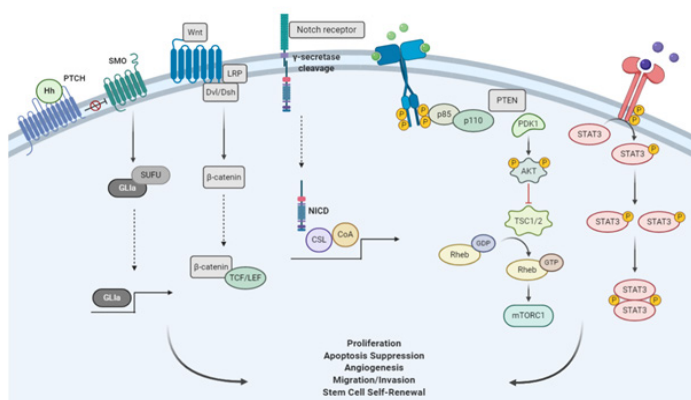 Wnt
Notch receptor
SMO
LRP
γ-secretase
cleavage
PTCH
Hh
Dvl/Dsh
PTEN
p85
p110
PDK1
P
P
P
P
P
P
STAT3
STAT3
P
SUFU
GLIa
β-catenin
P
P
AKT
NICD
TSC1/2
STAT3
P
STAT3
P
CSL
CoA
GDP
Rheb
Rheb
GTP
β-catenin
TCF/LEF
GLIa
mTORC1
STAT3
P
P
STAT3
Proliferation
Apoptosis Suppression
Angiogenesis
Migration/Invasion
Stem Cell Self-Renewal